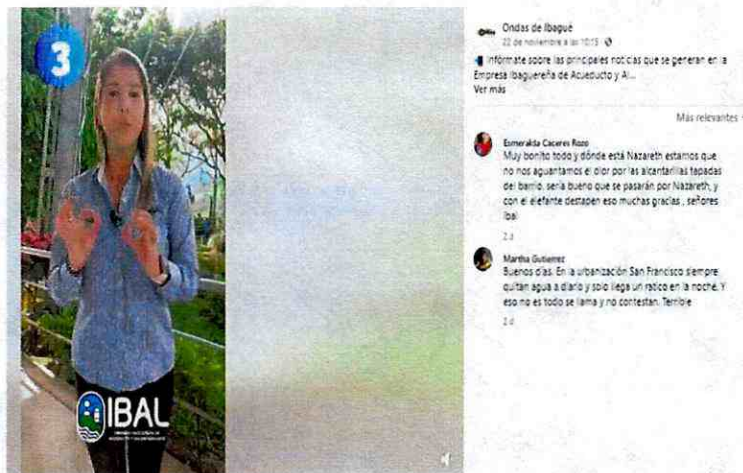 3
IBAL
Ondas de Ibagué
22 de noviembre a las 10:15
Infórmate sobre las principales noticias que se generan en la
Empresa Ibaguereña de Acueducto y Al...
Ver más
Más relevantes
Esmeralda Caceres Rozo
Muy bonito todo y dónde está Nazareth estamos que
no nos aguantamos el olor por las alcantarillas tapadas
del barrio, sería bueno que se pasarán por Nazareth, y
con el elefante destapen eso muchas gracias , señores
Ibal
2 d
Martha Gutierrez
Buenos días. En la urbanización San Francisco siempre
quitan agua a diario y solo llega un ratico en la noche. Y
eso no es todo se llama y no contestan. Terrible
2 d